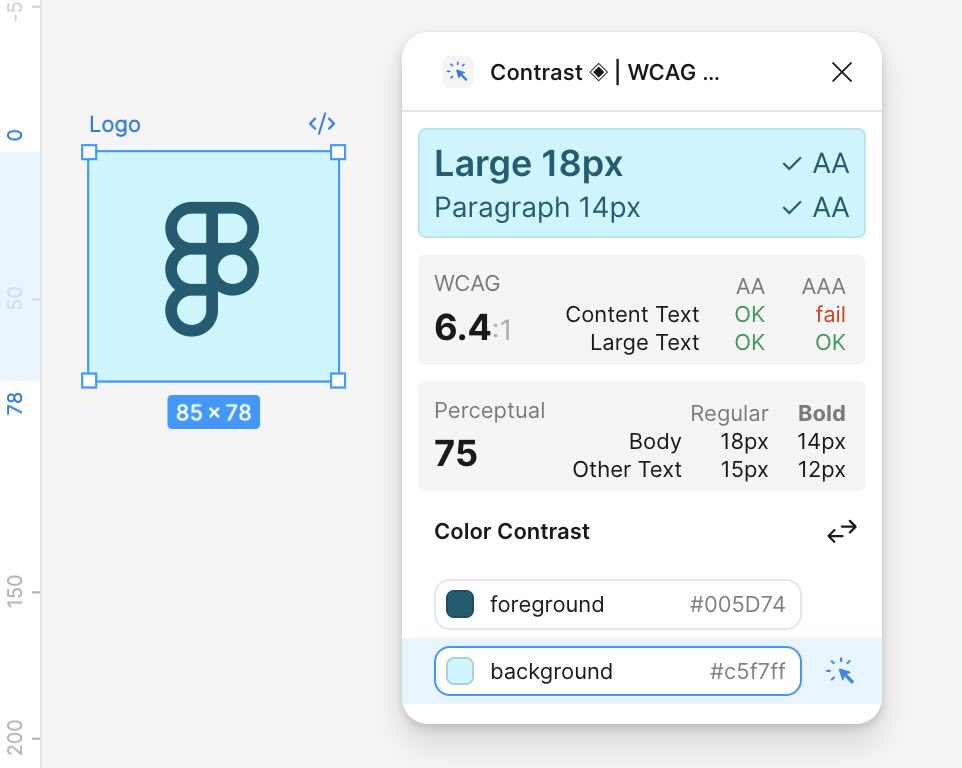 -50
0
50
78
150
200
Logo </>
85 × 78
Contrast ◈ | WCAG ...
Large 18px ✓ AA
Paragraph 14px ✓ AA
WCAG AA AAA
6.4:1
Content Text OK fail
Large Text OK OK
Perceptual Regular Bold
75
Body 18px 14px
Other Text 15px 12px
Color Contrast
foreground #005D74
background #c5f7ff